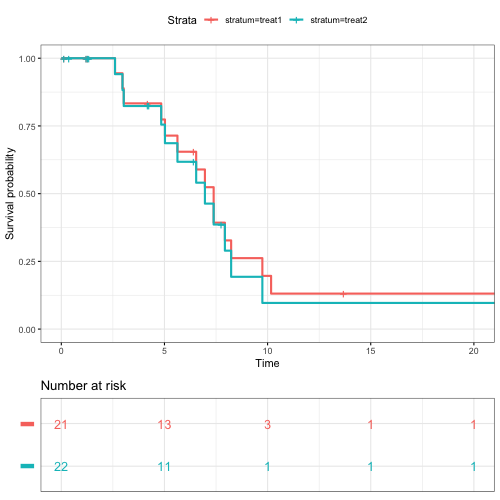 Strata stratum=treat1 stratum=treat2
1.00
0.75
0.50
0.25
0.00
Survival probability
0 5 10 15 20
Time
Number at risk
21 13 3 1 1
22 11 1 1 1